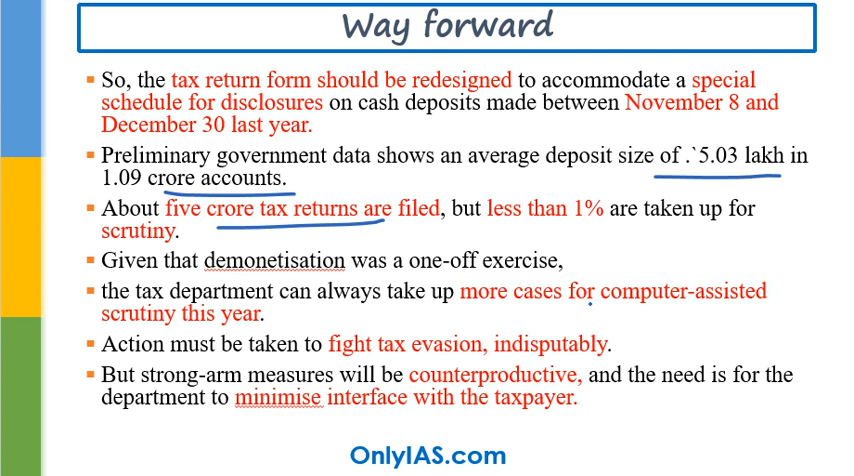 Way forward
So, the tax return form should be redesigned to accommodate a special
schedule for disclosures on cash deposits made between November 8 and
December 30 last year.
Preliminary government data shows an average deposit size of .`5.03 lakh in
1.09 crore accounts.
About five crore tax returns are filed, but less than 1% are taken up for
scrutiny.
Given that demonetisation was a one-off exercise,
the tax department can always take up more cases for computer-assisted
scrutiny this year.
Action must be taken to fight tax evasion, indisputably.
But strong-arm measures will be counterproductive, and the need is for the
department to minimise interface with the taxpayer.
OnlyIAS.com